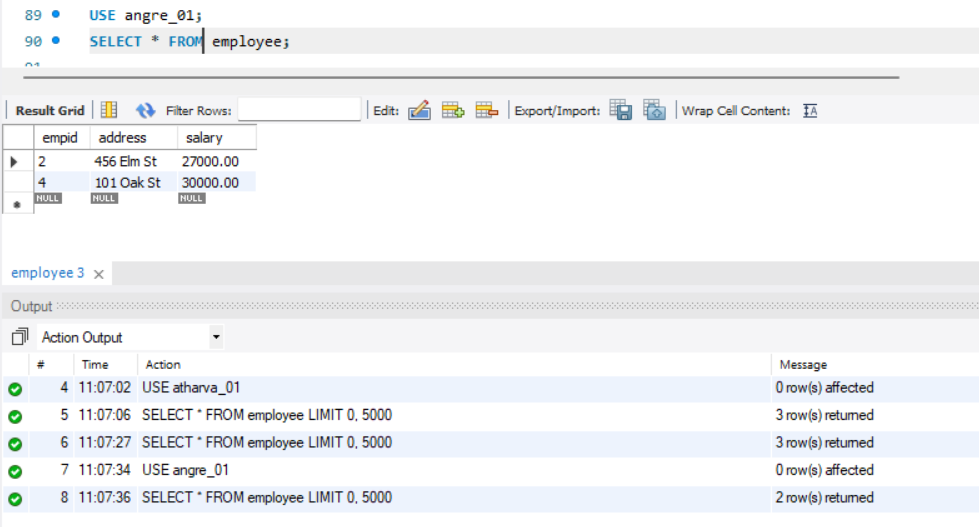 89 USE angre_01;
90 SELECT * FROM employee;
91
Result Grid Filter Rows: Edit: Export/Import: Wrap Cell Content: IA
empid address salary
2 456 Elm St 27000.00
4 101 Oak St 30000.00
NULL NULL NULL
employee 3 ×
Output
Action Output
# Time Action Message
4 11:07:02 USE atharva_01 0 row(s) affected
5 11:07:06 SELECT * FROM employee LIMIT 0, 5000 3 row(s) returned
6 11:07:27 SELECT * FROM employee LIMIT 0, 5000 3 row(s) returned
7 11:07:34 USE angre_01 0 row(s) affected
8 11:07:36 SELECT * FROM employee LIMIT 0, 5000 2 row(s) returned